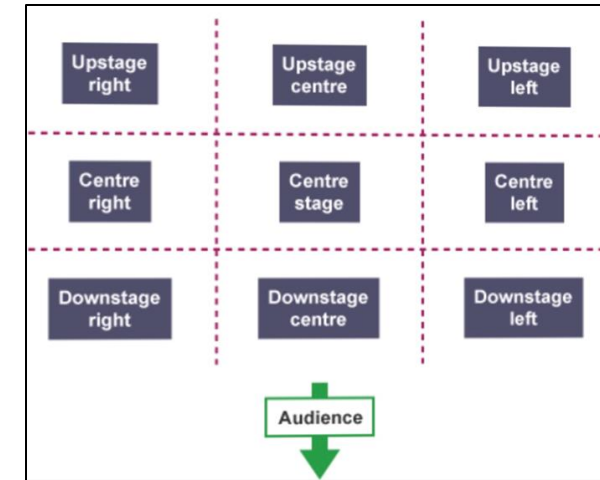 Upstage
right
Upstage
centre
Upstage
left
Centre
right
Centre
stage
Centre
left
Downstage
right
Downstage
centre
Downstage
left
Audience